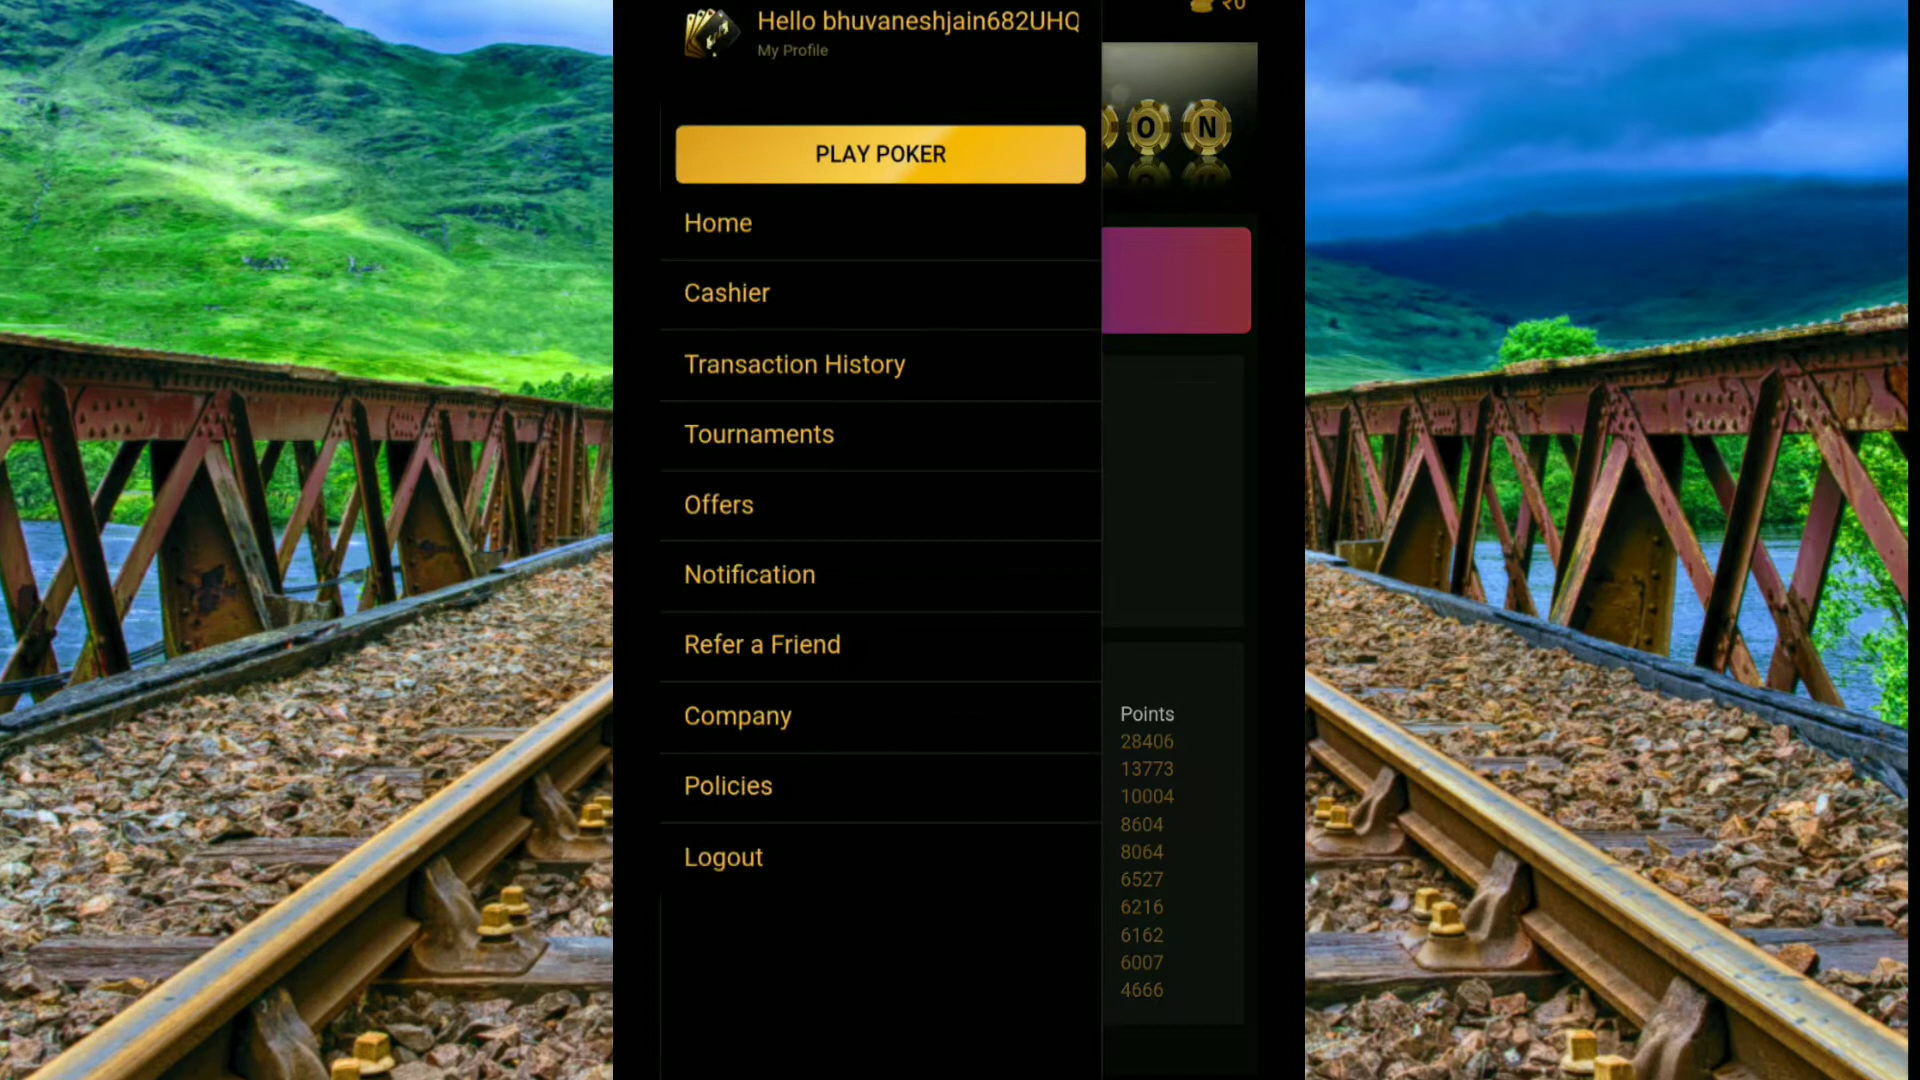 Hello bhuvaneshjain682UHQ
My Profile
₹0
O N
PLAY POKER
Home
Cashier
Transaction History
Tournaments
Offers
Notification
Refer a Friend
Company
Policies
Logout
Points
28406
13773
10004
8604
8064
6527
6216
6162
6007
4666